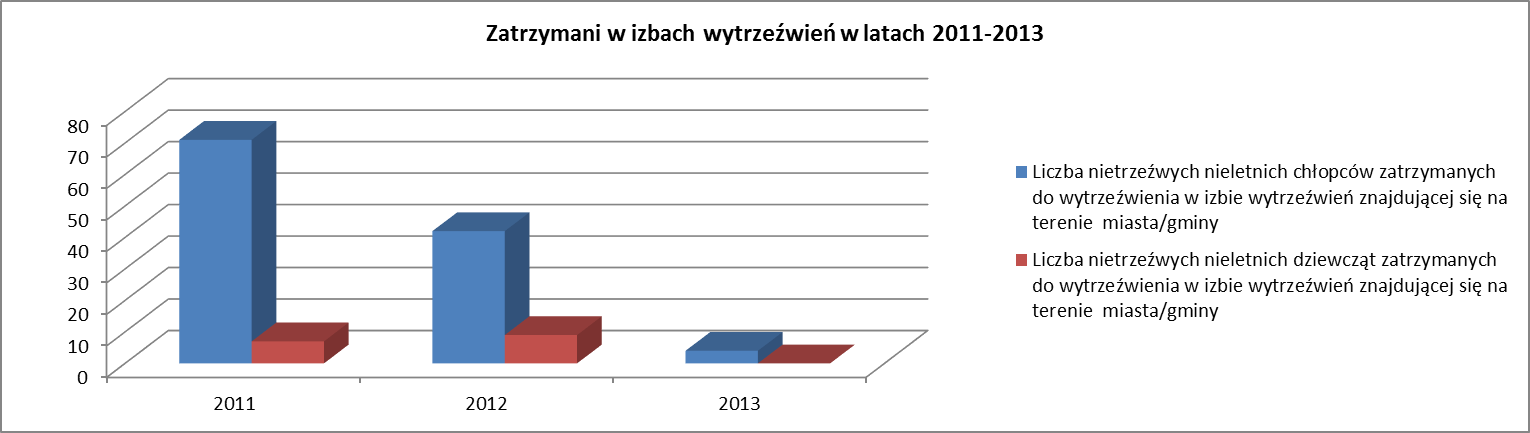 Zatrzymani w izbach wytrzeźwień w latach 2011-2013
80
70
60
50
40
30
20
10
0
2011
2012
2013
Liczba nietrzeźwych nieletnich chłopców zatrzymanych
do wytrzeźwienia w izbie wytrzeźwień znajdującej się na
terenie miasta/gminy
Liczba nietrzeźwych nieletnich dziewcząt zatrzymanych
do wytrzeźwienia w izbie wytrzeźwień znajdującej się na
terenie miasta/gminy